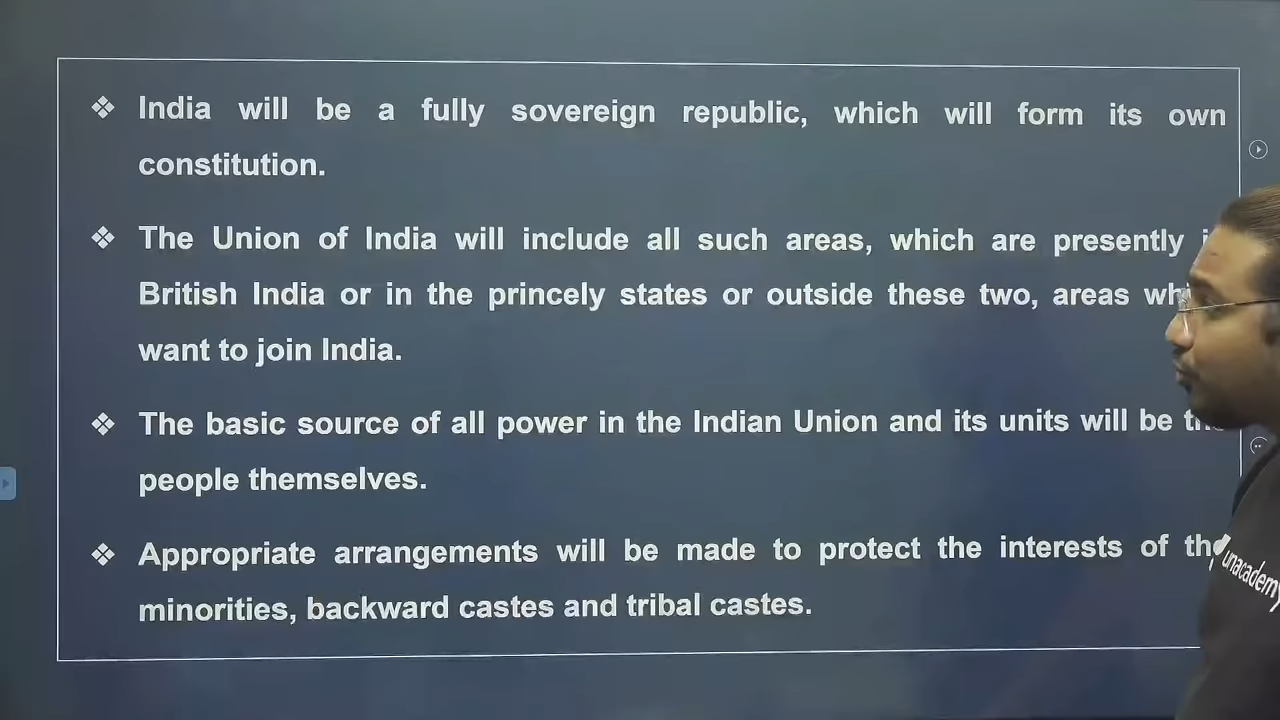 ❖ India will be a fully sovereign republic, which will form its own
constitution.
❖ The Union of India will include all such areas, which are presently
British India or in the princely states or outside these two, areas
want to join India.
❖ The basic source of all power in the Indian Union and its units will be
people themselves.
❖ Appropriate arrangements will be made to protect the interests of the
minorities, backward castes and tribal castes.
unacademy